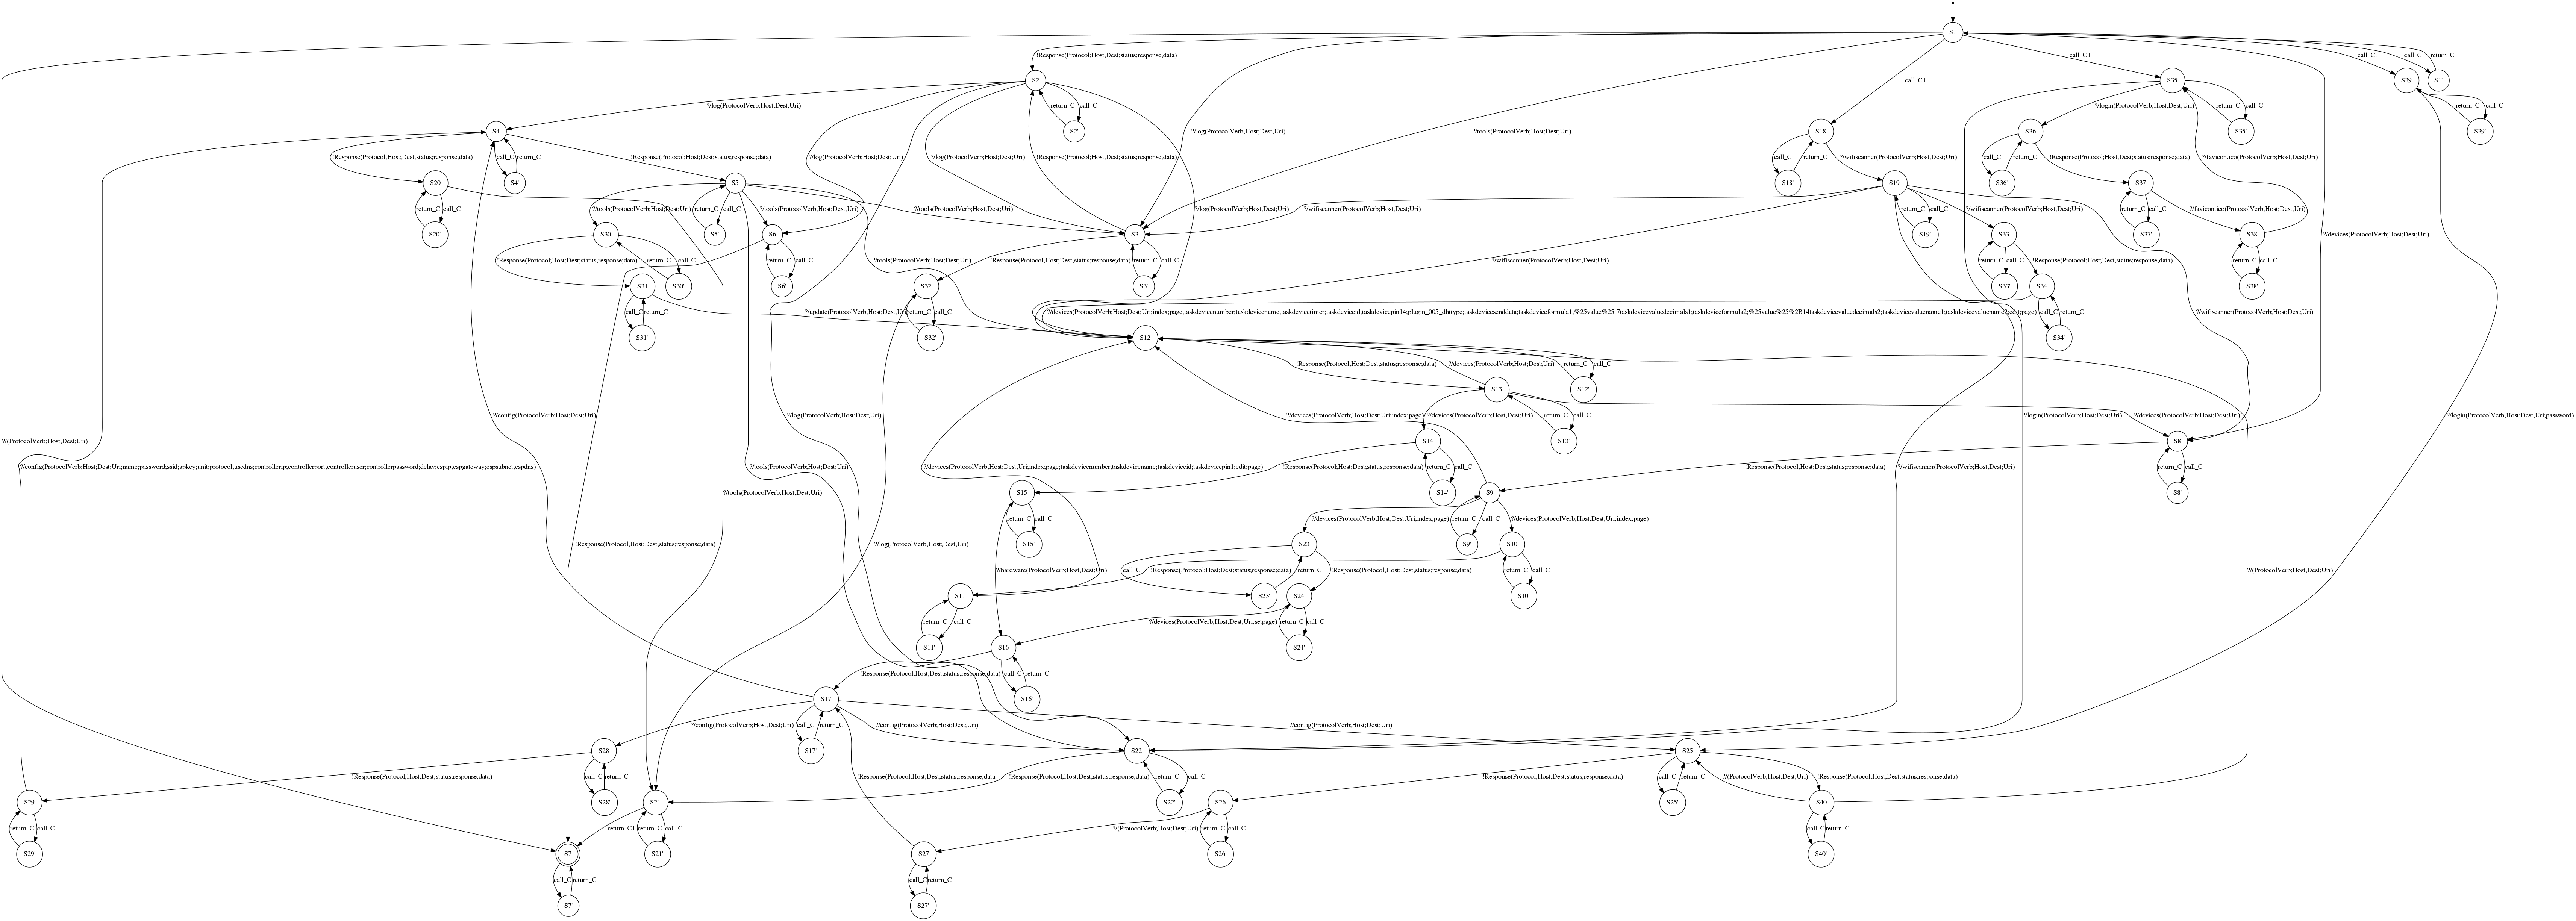 S1
!Response(Protocol;Host;Dest;status;response;data)
call_C1
call_C1
call_C
return_C
S2
call_C1
S35
S39
S1'
?/log(ProtocolVerb;Host;Dest;Uri)
return_C
call_C
?/login(ProtocolVerb;Host;Dest;Uri)
return_C
call_C
return_C
call_C
S4
S2'
?/log(ProtocolVerb;Host;Dest;Uri)
?/tools(ProtocolVerb;Host;Dest;Uri)
S18
S36
S35'
S39'
!Response(Protocol;Host;Dest;status;response;data)
call_C
return_C
!Response(Protocol;Host;Dest;status;response;data)
?/log(ProtocolVerb;Host;Dest;Uri)
?/log(ProtocolVerb;Host;Dest;Uri)
!Response(Protocol;Host;Dest;status;response;data)
call_C
return_C
?/wifiscanner(ProtocolVerb;Host;Dest;Uri)
call_C
return_C
!Response(Protocol;Host;Dest;status;response;data)
?/favicon.ico(ProtocolVerb;Host;Dest;Uri)
S20
S4'
S5
S18'
S19
S36'
S37
return_C
call_C
?/tools(ProtocolVerb;Host;Dest;Uri)
return_C
call_C
?/tools(ProtocolVerb;Host;Dest;Uri)
?/tools(ProtocolVerb;Host;Dest;Uri)
?/log(ProtocolVerb;Host;Dest;Uri)
?/wifiscanner(ProtocolVerb;Host;Dest;Uri)
return_C
call_C
?/wifiscanner(ProtocolVerb;Host;Dest;Uri)
return_C
call_C
?/favicon.ico(ProtocolVerb;Host;Dest;Uri)
S20'
S30
S5'
S6
S3
S19'
S33
S37'
S38
?/devices(ProtocolVerb;Host;Dest;Uri)
!Response(Protocol;Host;Dest;status;response;data)
return_C
call_C
return_C
call_C
?/tools(ProtocolVerb;Host;Dest;Uri)
!Response(Protocol;Host;Dest;status;response;data)
return_C
call_C
?/wifiscanner(ProtocolVerb;Host;Dest;Uri)
return_C
call_C
!Response(Protocol;Host;Dest;status;response;data)
return_C
call_C
S31
S30'
S6'
S32
S3'
S33'
S34
S38'
call_C
return_C
?/update(ProtocolVerb;Host;Dest;Uri)
return_C
call_C
?/devices(ProtocolVerb;Host;Dest;Uri;index;page;taskdevicenumber;taskdevicename;taskdevicetimer;taskdeviceid;taskdevicepin14;plugin_005_dhttype;taskdevicesenddata;taskdeviceformula1;%25value%25-7taskdevicevaluedecimals1;taskdeviceformula2;%25value%25%2B14taskdevicevaluedecimals2;taskdevicevaluename1;taskdevicevaluename2;edit;page)
call_C
return_C
?/wifiscanner(ProtocolVerb;Host;Dest;Uri)
S31'
S32'
S12
S34'
!Response(Protocol;Host;Dest;status;response;data)
?/devices(ProtocolVerb;Host;Dest;Uri)
return_C
call_C
S13
S12'
?/config(ProtocolVerb;Host;Dest;Uri)
?/log(ProtocolVerb;Host;Dest;Uri)
?/devices(ProtocolVerb;Host;Dest;Uri;index;page)
?/devices(ProtocolVerb;Host;Dest;Uri)
return_C
call_C
?/login(ProtocolVerb;Host;Dest;Uri)
?/devices(ProtocolVerb;Host;Dest;Uri)
?/login(ProtocolVerb;Host;Dest;Uri;password)
?/(ProtocolVerb;Host;Dest;Uri)
S14
S13'
S8
?/config(ProtocolVerb;Host;Dest;Uri;name;password;ssid;apkey;unit;protocol;usedns;controllerip;controllerport;controlleruser;controllerpassword;delay;espip;espgateway;espsubnet;espdns)
?/tools(ProtocolVerb;Host;Dest;Uri)
?/devices(ProtocolVerb;Host;Dest;Uri;index;page;taskdevicenumber;taskdevicename;taskdeviceid;taskdevicepin1;edit;page)
!Response(Protocol;Host;Dest;status;response;data)
return_C
call_C
!Response(Protocol;Host;Dest;status;response;data)
?/wifiscanner(ProtocolVerb;Host;Dest;Uri)
return_C
call_C
?/tools(ProtocolVerb;Host;Dest;Uri)
S15
S14'
S9
S8'
return_C
call_C
?/devices(ProtocolVerb;Host;Dest;Uri;index;page)
return_C
call_C
?/devices(ProtocolVerb;Host;Dest;Uri;index;page)
!Response(Protocol;Host;Dest;status;response;data)
?/log(ProtocolVerb;Host;Dest;Uri)
S15'
S23
S9'
S10
?/hardware(ProtocolVerb;Host;Dest;Uri)
call_C
!Response(Protocol;Host;Dest;status;response;data)
return_C
!Response(Protocol;Host;Dest;status;response;data)
return_C
call_C
?/(ProtocolVerb;Host;Dest;Uri)
S11
S23'
S24
S10'
return_C
call_C
?/devices(ProtocolVerb;Host;Dest;Uri;setpage)
return_C
call_C
S11'
S16
S24'
!Response(Protocol;Host;Dest;status;response;data)
call_C
return_C
S17
S16'
?/config(ProtocolVerb;Host;Dest;Uri)
call_C
return_C
?/config(ProtocolVerb;Host;Dest;Uri)
?/config(ProtocolVerb;Host;Dest;Uri)
S28
S17'
S22
S25
!Response(Protocol;Host;Dest;status;response;data)
call_C
return_C
!Response(Protocol;Host;Dest;status;response;data
!Response(Protocol;Host;Dest;status;response;data)
return_C
call_C
!Response(Protocol;Host;Dest;status;response;data)
call_C
return_C
?/(ProtocolVerb;Host;Dest;Uri)
!Response(Protocol;Host;Dest;status;response;data)
S29
S28'
S21
S22'
S26
S25'
S40
return_C
call_C
return_C1
return_C
call_C
?/(ProtocolVerb;Host;Dest;Uri)
return_C
call_C
call_C
return_C
S29'
S7
S21'
S27
S26'
S40'
call_C
return_C
call_C
return_C
S7'
S27'